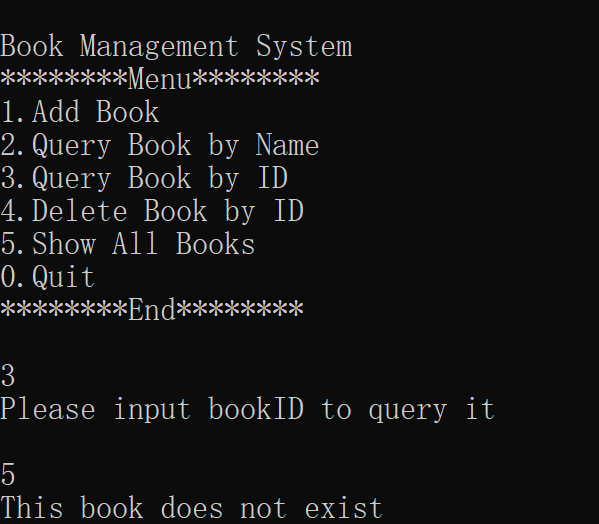 Book Management System
********Menu********
1.Add Book
2.Query Book by Name
3.Query Book by ID
4.Delete Book by ID
5.Show All Books
0.Quit
********End********
3
Please input bookID to query it
5
This book does not exist